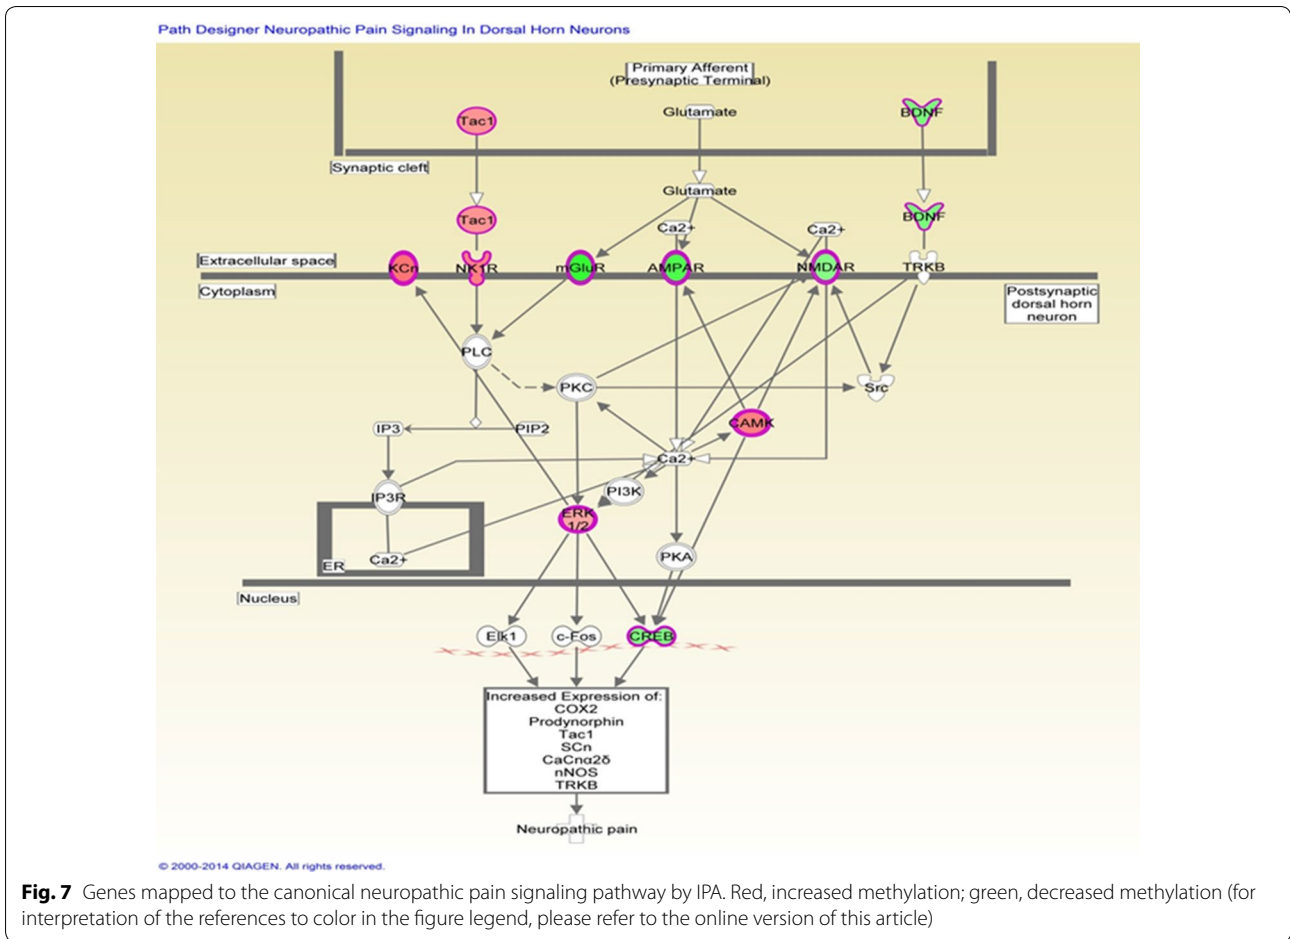 Path Designer Neuropathic Pain Signaling In Dorsal Horn Neurons
Primary Afferent
(Presynaptic Terminal)
Tac1
Glutamate
BDNF
Synaptic cleft
Glutamate
Tac1
BDNF
Ca2+
Ca2+
Extracellular space
KCn
NK1R
mGluR
AMPAR
NMDAR
TRKB
Cytoplasm
Postsynaptic
dorsal horn
neuron
PLC
PKC
Src
CAMK
IP3
PIP2
Ca2+
PI3K
IP3R
ERK
1/2
PKA
Ca2+
ER
Nucleus
Elk1
c-Fos
CREB
Increased Expression of:
COX2
Prodynorphin
Tac1
SCn
CaCnα2δ
nNOS
TRKB
Neuropathic pain
© 2000-2014 QIAGEN. All rights reserved.
Fig. 7 Genes mapped to the canonical neuropathic pain signaling pathway by IPA. Red, increased methylation; green, decreased methylation (for
interpretation of the references to color in the figure legend, please refer to the online version of this article)